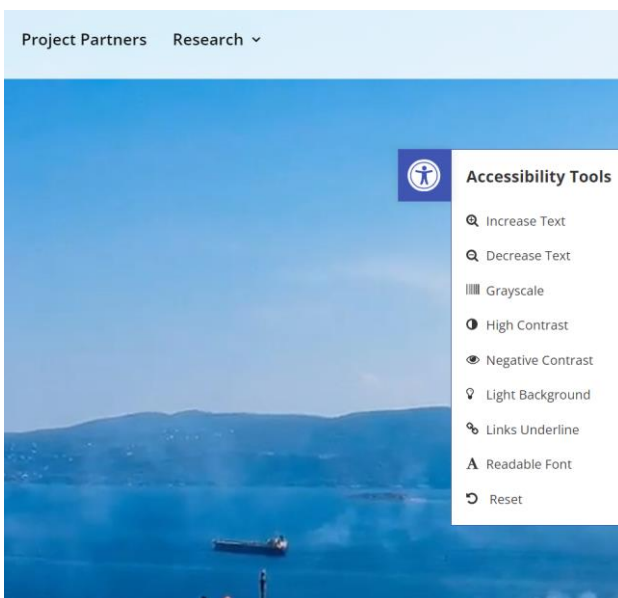 Project Partners Research
Accessibility Tools
Increase Text
Decrease Text
Grayscale
High Contrast
Negative Contrast
Light Background
Links Underline
Readable Font
Reset